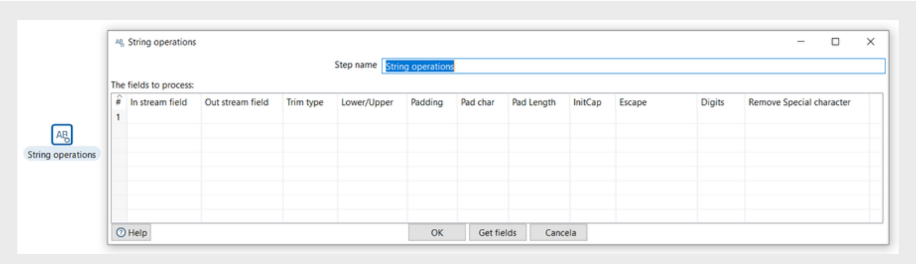 String operations
Step name String operations
The fields to process:
# In stream field Out stream field Trim type Lower/Upper Padding Pad char Pad Length InitCap Escape Digits Remove Special character
1
String operations
Help OK Get fields Cancela